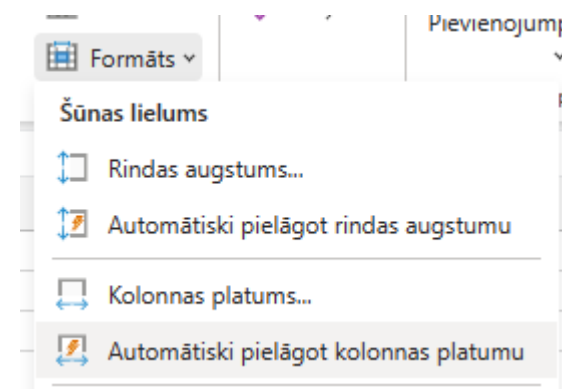 Pievienojump
Formāts
Šūnas lielums
Rindas augstums...
Automātiski pielāgot rindas augstumu
Kolonnas platums...
Automātiski pielāgot kolonnas platumu